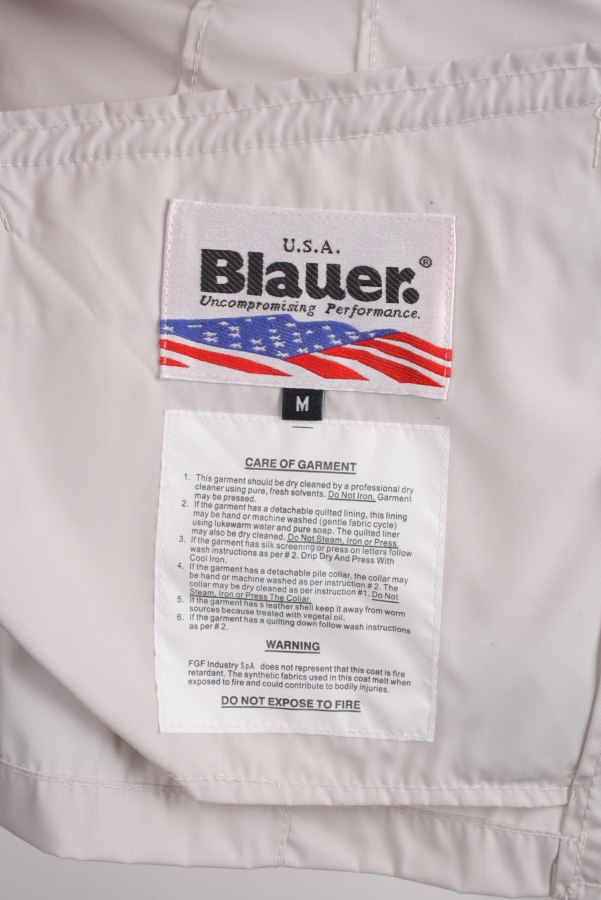 U.S.A.
Blauer.®
Uncompromising Performance.
M
CARE OF GARMENT
1. This garment should be dry cleaned by a professional dry
cleaner using pure, fresh solvents. Do Not Iron. Garment
may be pressed.
2. If the garment has a detachable quilted lining, this lining
may be hand or machine washed (gentle fabric cycle)
using lukewarm water and pure soap. The quilted liner
may also be dry cleaned. Do Not Steam, Iron or Press.
3. If the garment has silk screening or press on letters follow
wash instructions as per # 2. Drip Dry And Press With
Cool Iron.
4. If the garment has a detachable pile collar, the collar may
be hand or machine washed as per instruction # 2. The
collar may be dry cleaned as per instruction #1. Do Not
Steam, Iron or Press The Collar.
5. If the garment has a leather shell keep it away from worm
sources because treated with vegetal oil.
6. If the garment has a quilting down follow wash instructions
as per # 2.
WARNING
FGF Industry S.p.A. does not represent that this coat is fire
retardant. The synthetic fabrics used in this coat melt when
exposed to fire and could contribute to bodily injuries.
DO NOT EXPOSE TO FIRE